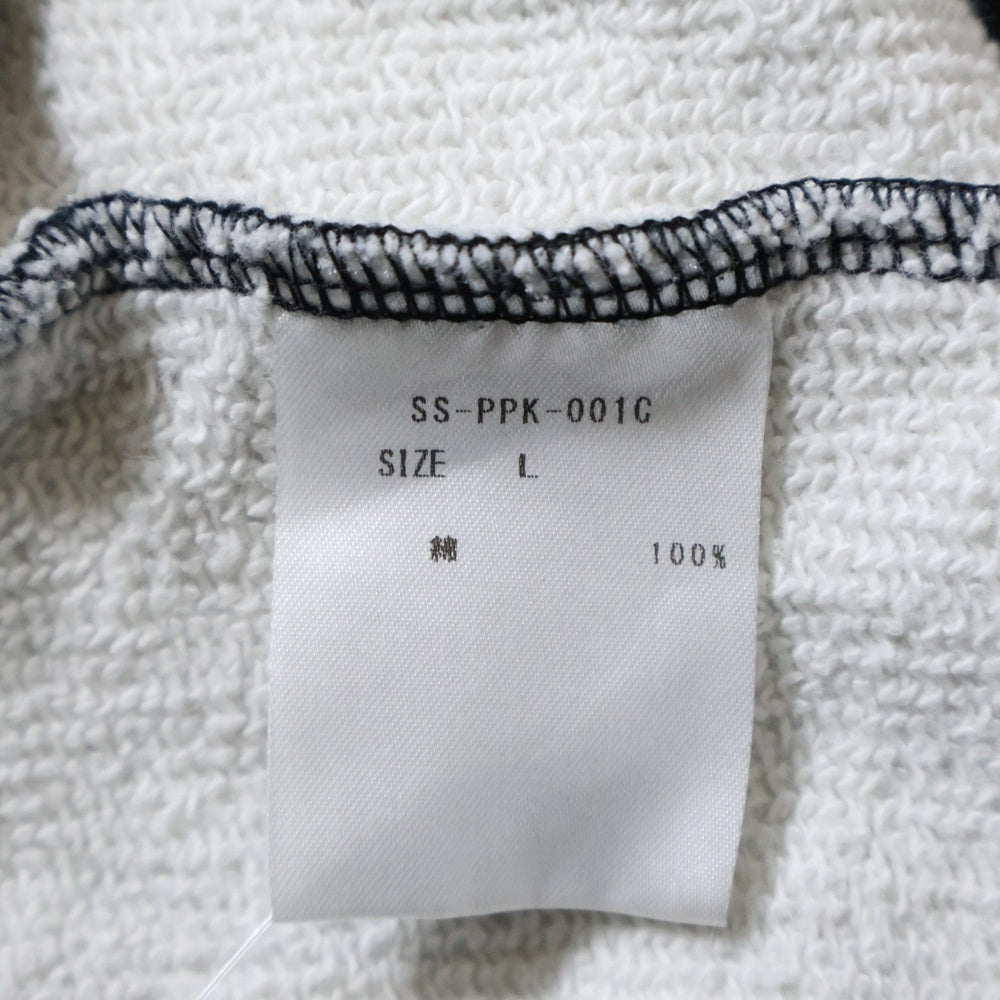 SS-PPK-001C
SIZE L
綿 100%